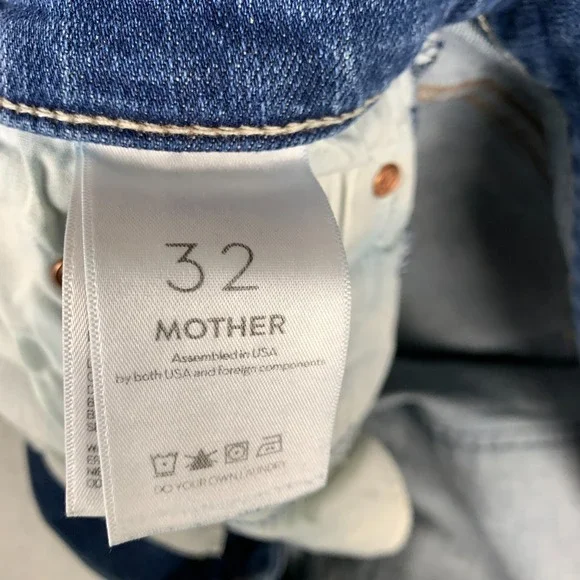 32
MOTHER
Assembled in USA
by both USA and foreign components
DO YOUR OWN LAUNDRY